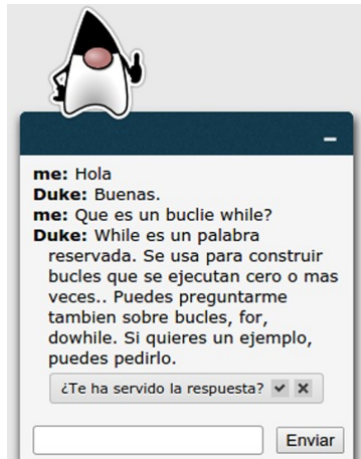 me: Hola
Duke: Buenas.
me: Que es un buclie while?
Duke: While es un palabra
reservada. Se usa para construir
bucles que se ejecutan cero o mas
veces.. Puedes preguntarme
tambien sobre bucles, for,
dowhile. Si quieres un ejemplo,
puedes pedirlo.
¿Te ha servido la respuesta?
Enviar